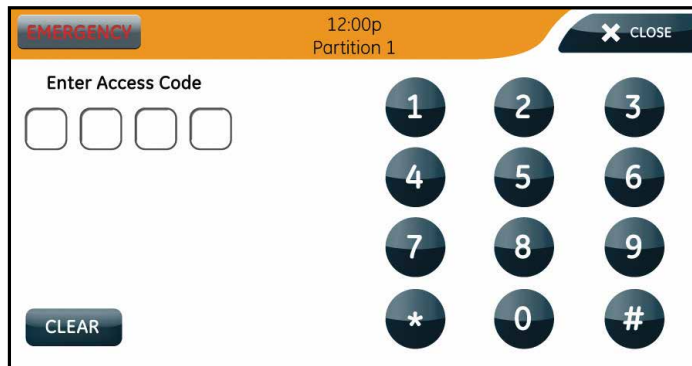 EMERGENCY
12:00p
Partition 1
CLOSE
Enter Access Code
1 2 3
4 5 6
7 8 9
* 0 #
CLEAR